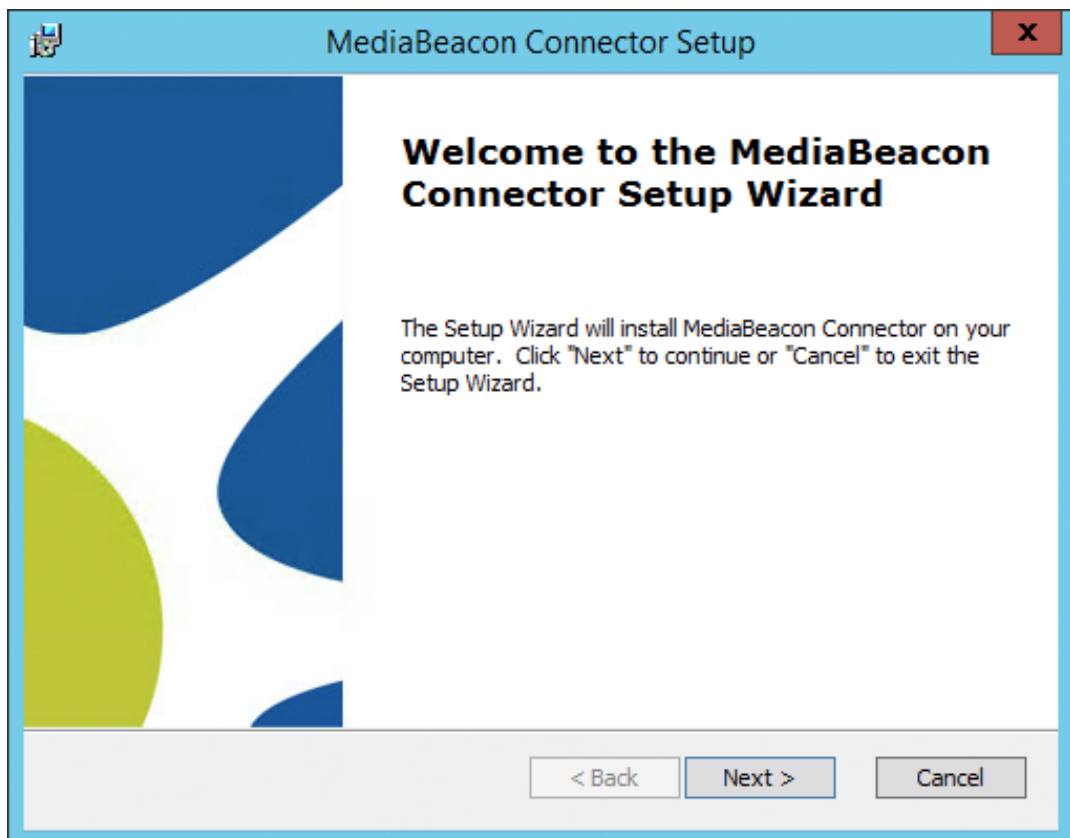 MediaBeacon Connector Setup
x
Welcome to the MediaBeacon
Connector Setup Wizard
The Setup Wizard will install MediaBeacon Connector on your
computer.  Click "Next" to continue or "Cancel" to exit the
Setup Wizard.
< Back Next > Cancel